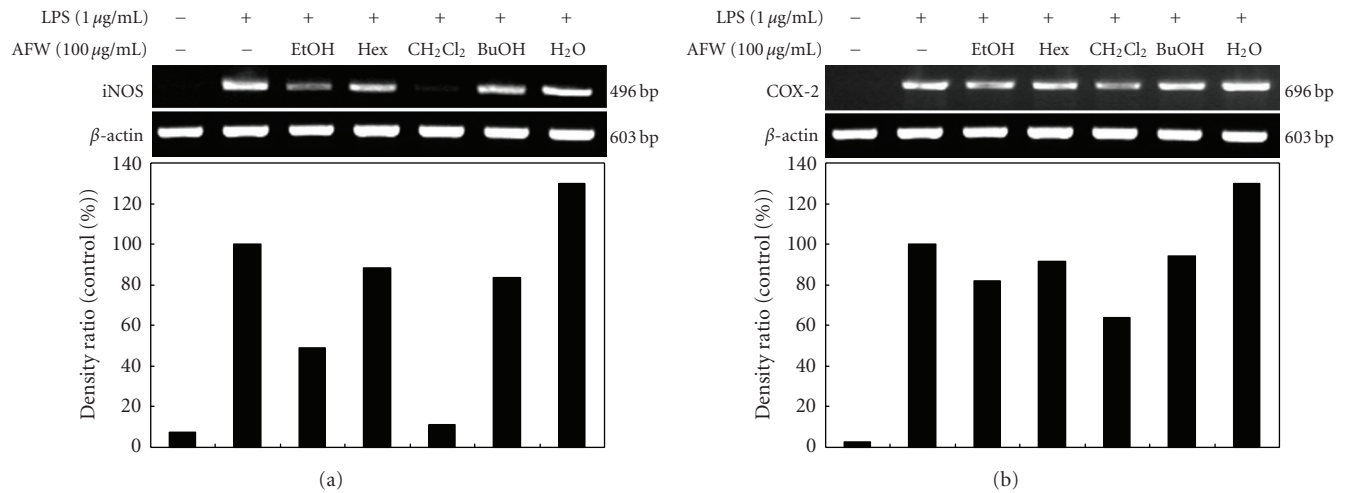 LPS (1 μg/mL) − + + + + + +
AFW (100 μg/mL) − − EtOH Hex CH₂Cl₂ BuOH H₂O
iNOS 496 bp
β-actin 603 bp
Density ratio (control (%))
140
120
100
80
60
40
20
0
(a)
LPS (1 μg/mL) − + + + + + +
AFW (100 μg/mL) − − EtOH Hex CH₂Cl₂ BuOH H₂O
COX-2 696 bp
β-actin 603 bp
Density ratio (control (%))
140
120
100
80
60
40
20
0
(b)